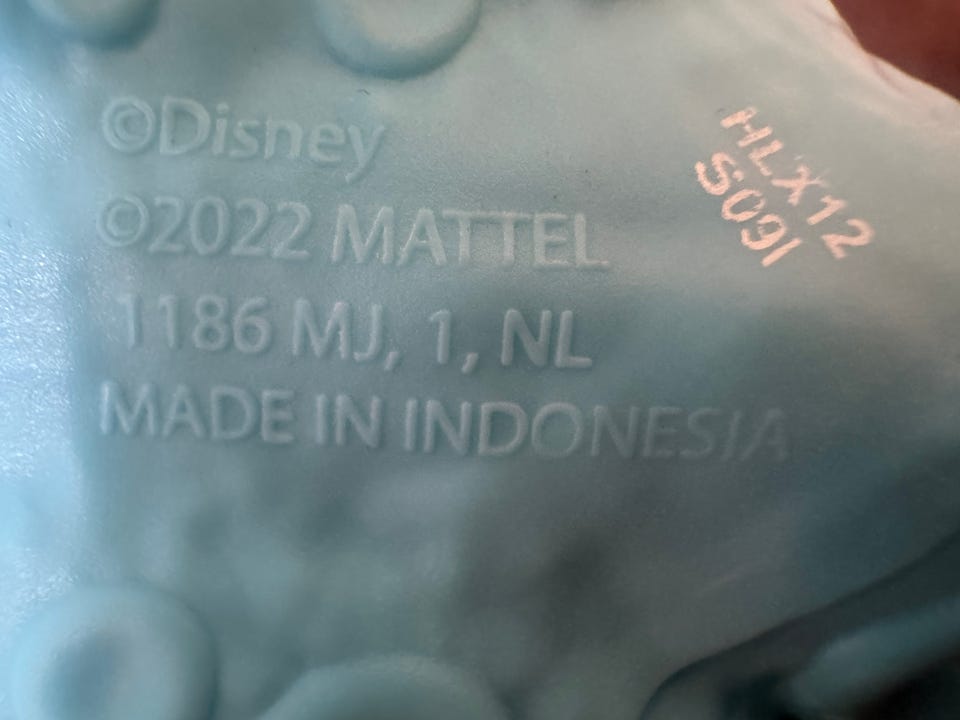 ©Disney
©2022 MATTEL
1186 MJ, 1, NL
MADE IN INDONESIA
HLX12
S091